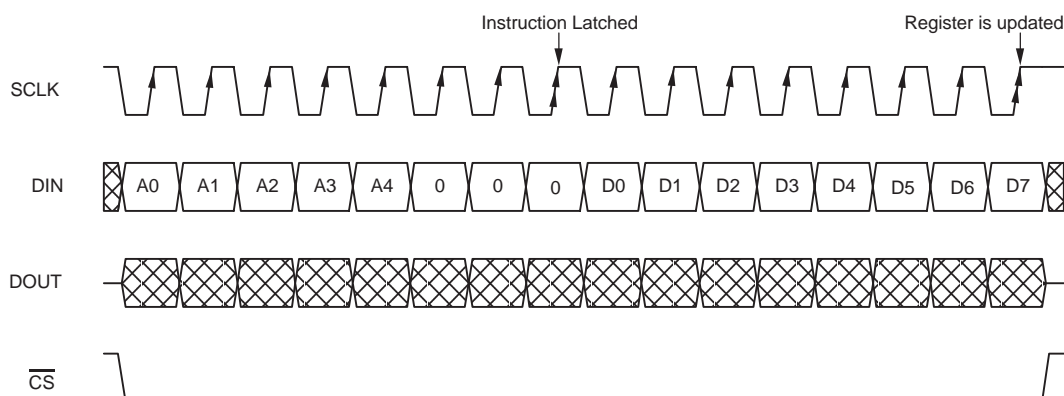 Instruction Latched Register is updated
SCLK
DIN A0 A1 A2 A3 A4 0 0 0 D0 D1 D2 D3 D4 D5 D6 D7
DOUT
CS